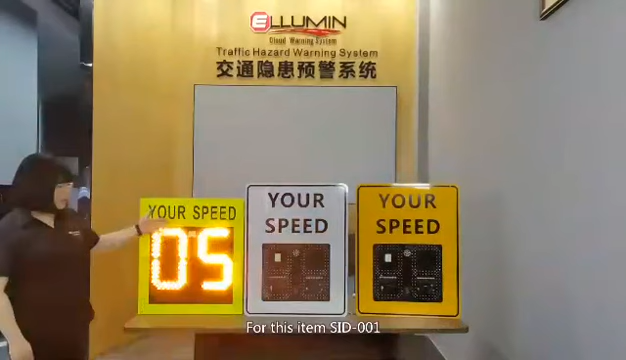 ELLUMIN
Cloud Warning System
Traffic Hazard Warning System
交通隐患预警系统
YOUR SPEED
05
YOUR
SPEED
YOUR
SPEED
For this item SID-001